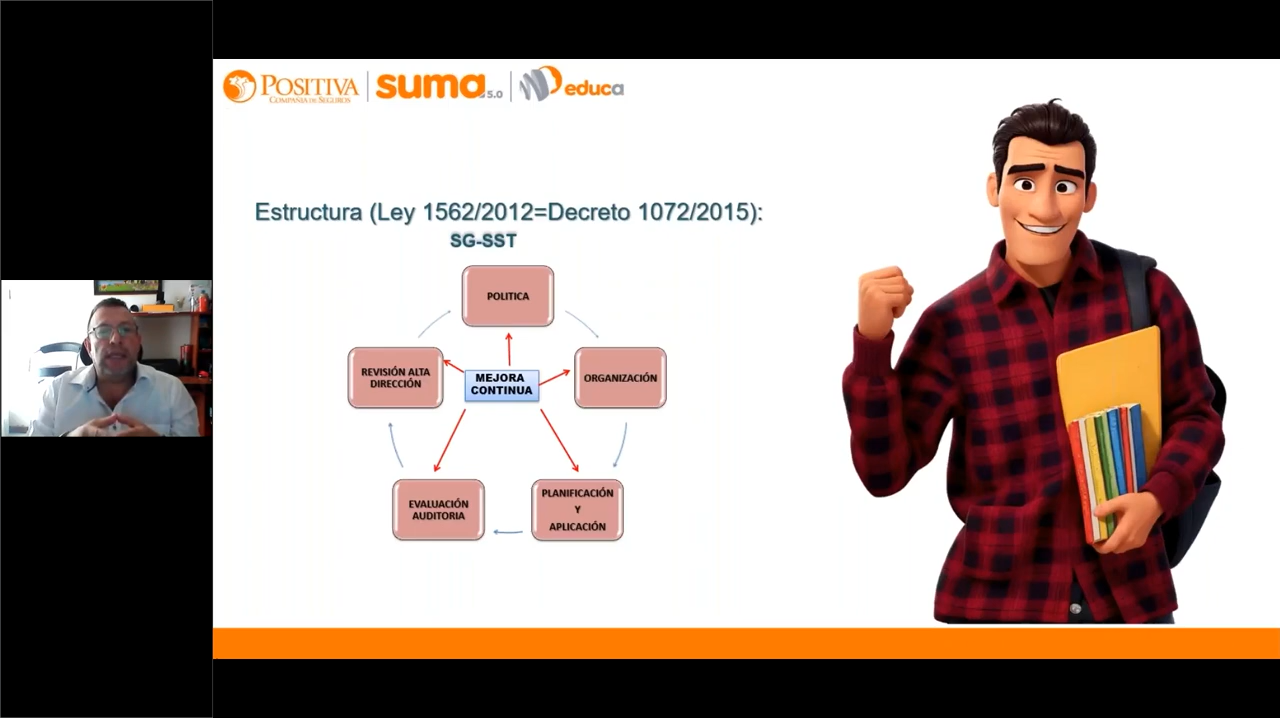 POSITIVA
COMPAÑIA DE SEGUROS
suma 5.0
educa
Estructura (Ley 1562/2012=Decreto 1072/2015):
SG-SST
POLITICA
REVISIÓN ALTA
DIRECCIÓN
MEJORA
CONTINUA
ORGANIZACIÓN
EVALUACIÓN
AUDITORIA
PLANIFICACIÓN
Y
APLICACIÓN